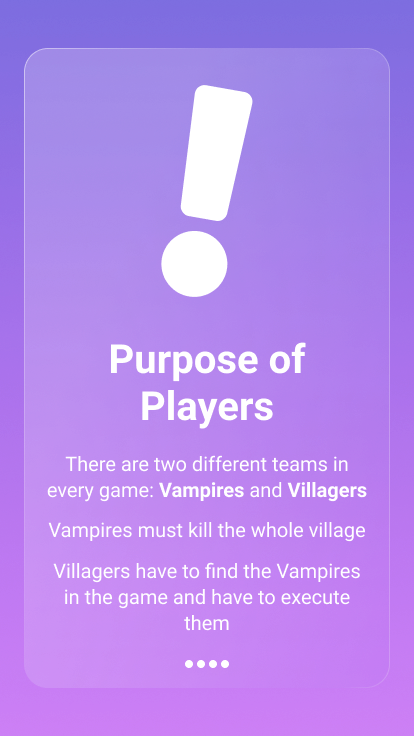 Purpose of
Players
There are two different teams in
every game: Vampires and Villagers
Vampires must kill the whole village
Villagers have to find the Vampires
in the game and have to execute
them